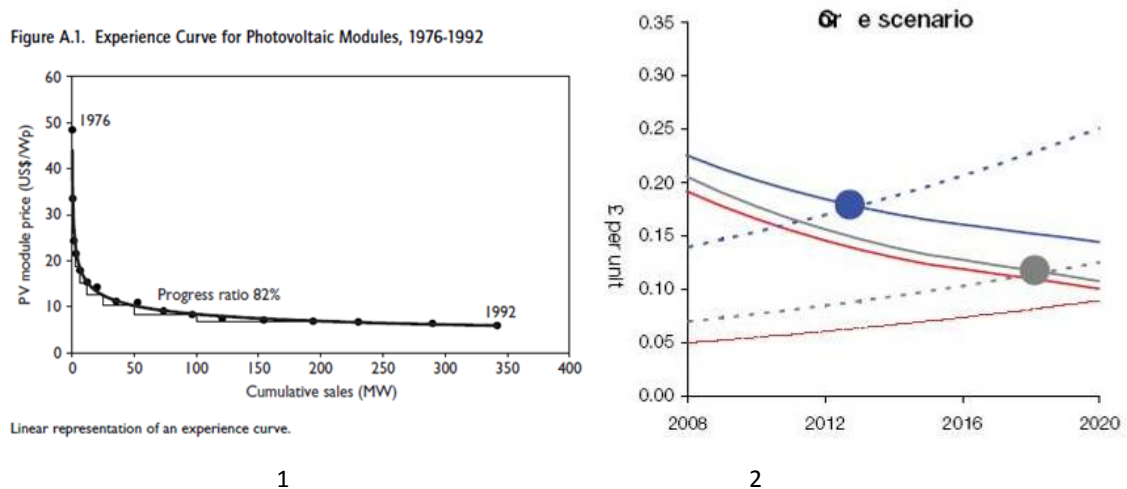 Figure A.1. Experience Curve for Photovoltaic Modules, 1976-1992
60
50
40
30
20
10
0
PV module price (US$/Wp)
1976
Progress ratio 82%
1992
0 50 100 150 200 250 300 350 400
Cumulative sales (MW)
Linear representation of an experience curve.
1
e scenario
0.35
0.30
0.25
0.20
0.15
0.10
0.05
0.00
£ per unit
2008 2012 2016 2020
2